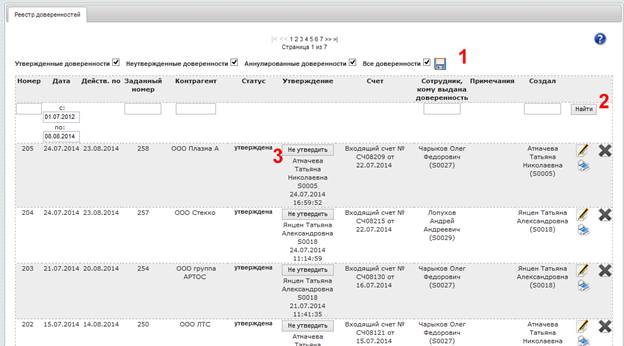 Реестр доверенностей
|< << 1 2 3 4 5 6 7 >> >|
Страница 1 из 7
?
1
Утвержденные доверенности Неутвержденные доверенности Аннулированные доверенности Все доверенности
Номер Дата Действ. по Заданный номер Контрагент Статус Утверждение Счет Сотрудник, кому выдана доверенность Примечания Создал
2
с:
01.07.2012
по:
08.08.2014
Найти
3
205 24.07.2014 23.08.2014 258 ООО Плазма А утверждена Не утвердить Входящий счет № Чарыков Олег Атмачева
СЧ08209 от Федорович Татьяна
Атмачева 22.07.2014 (S0027) Николаевна
Татьяна (S0005)
Николаевна
S0005
24.07.2014
16:59:52
204 24.07.2014 23.08.2014 257 ООО Стекко утверждена Не утвердить Входящий счет № Лопухов Янцен Татьяна
СЧ08215 от Андрей Александровна
Янцен Татьяна 22.07.2014 Андреевич (S0018)
Александровна (S0029)
S0018
24.07.2014
11:14:59
203 21.07.2014 20.08.2014 254 ООО группа АРТОС утверждена Не утвердить Входящий счет № Чарыков Олег Янцен Татьяна
СЧ08130 от Федорович Александровна
Янцен Татьяна 16.07.2014 (S0027) (S0018)
Александровна
S0018
21.07.2014
11:41:35
202 15.07.2014 14.08.2014 250 ООО ЛТС утверждена Не утвердить Входящий счет № Чарыков Олег Атмачева
СЧ08121 от Федорович Татьяна
Атмачева 15.07.2014 (S0027) Николаевна
Татьяна